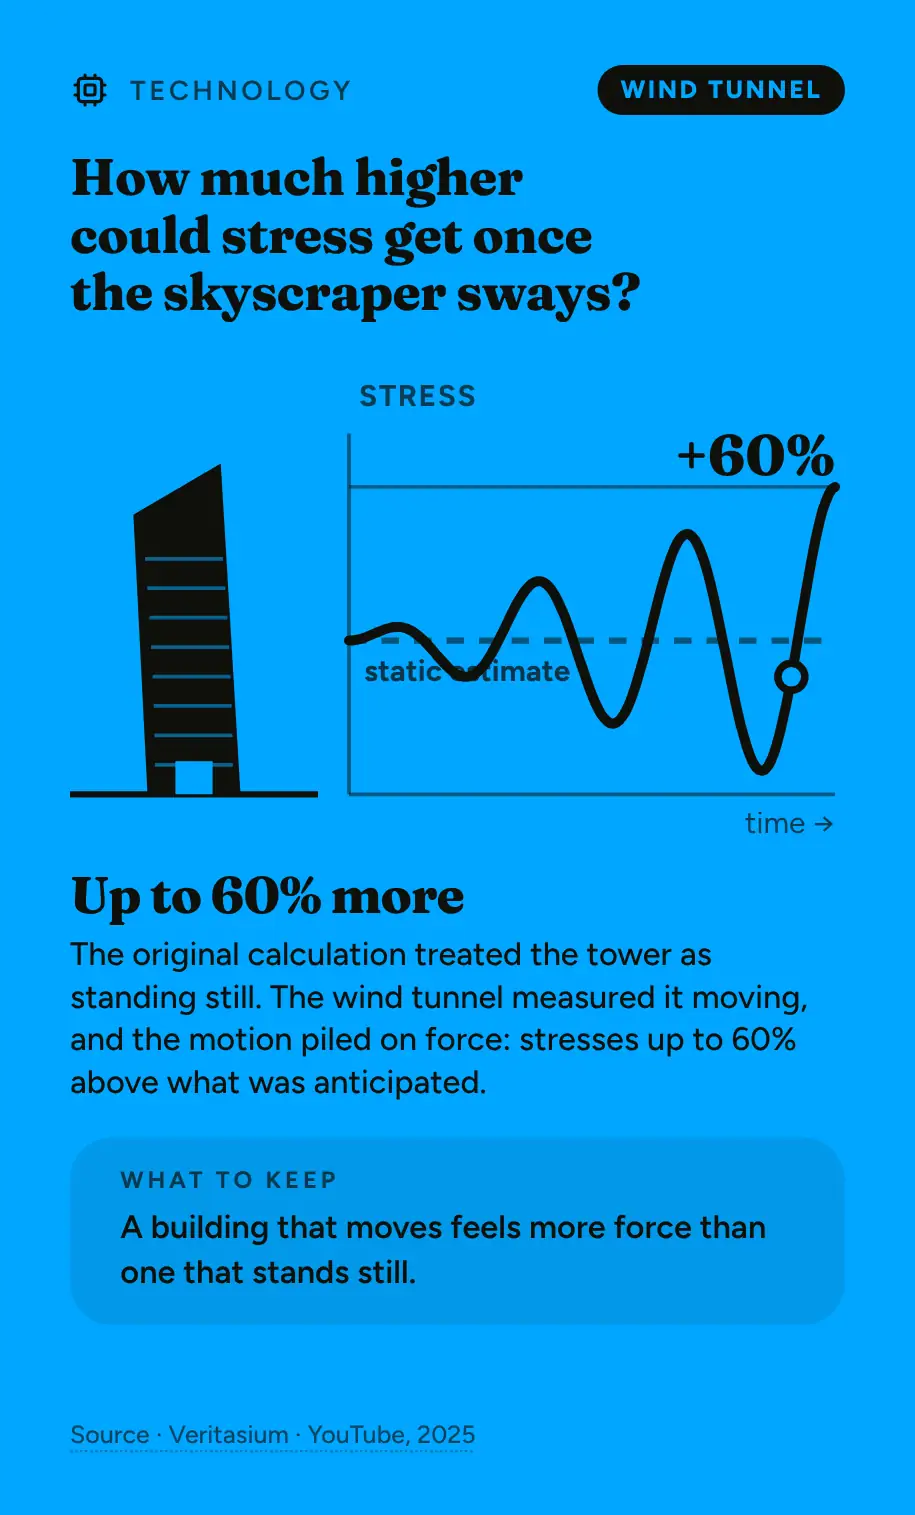 TECHNOLOGY
WIND TUNNEL
How much higher
could stress get once
the skyscraper sways?
STRESS
+60%
static estimate
time →
Up to 60% more
The original calculation treated the tower as
standing still. The wind tunnel measured it moving,
and the motion piled on force: stresses up to 60%
above what was anticipated.
WHAT TO KEEP
A building that moves feels more force than
one that stands still.
Source · Veritasium · YouTube, 2025